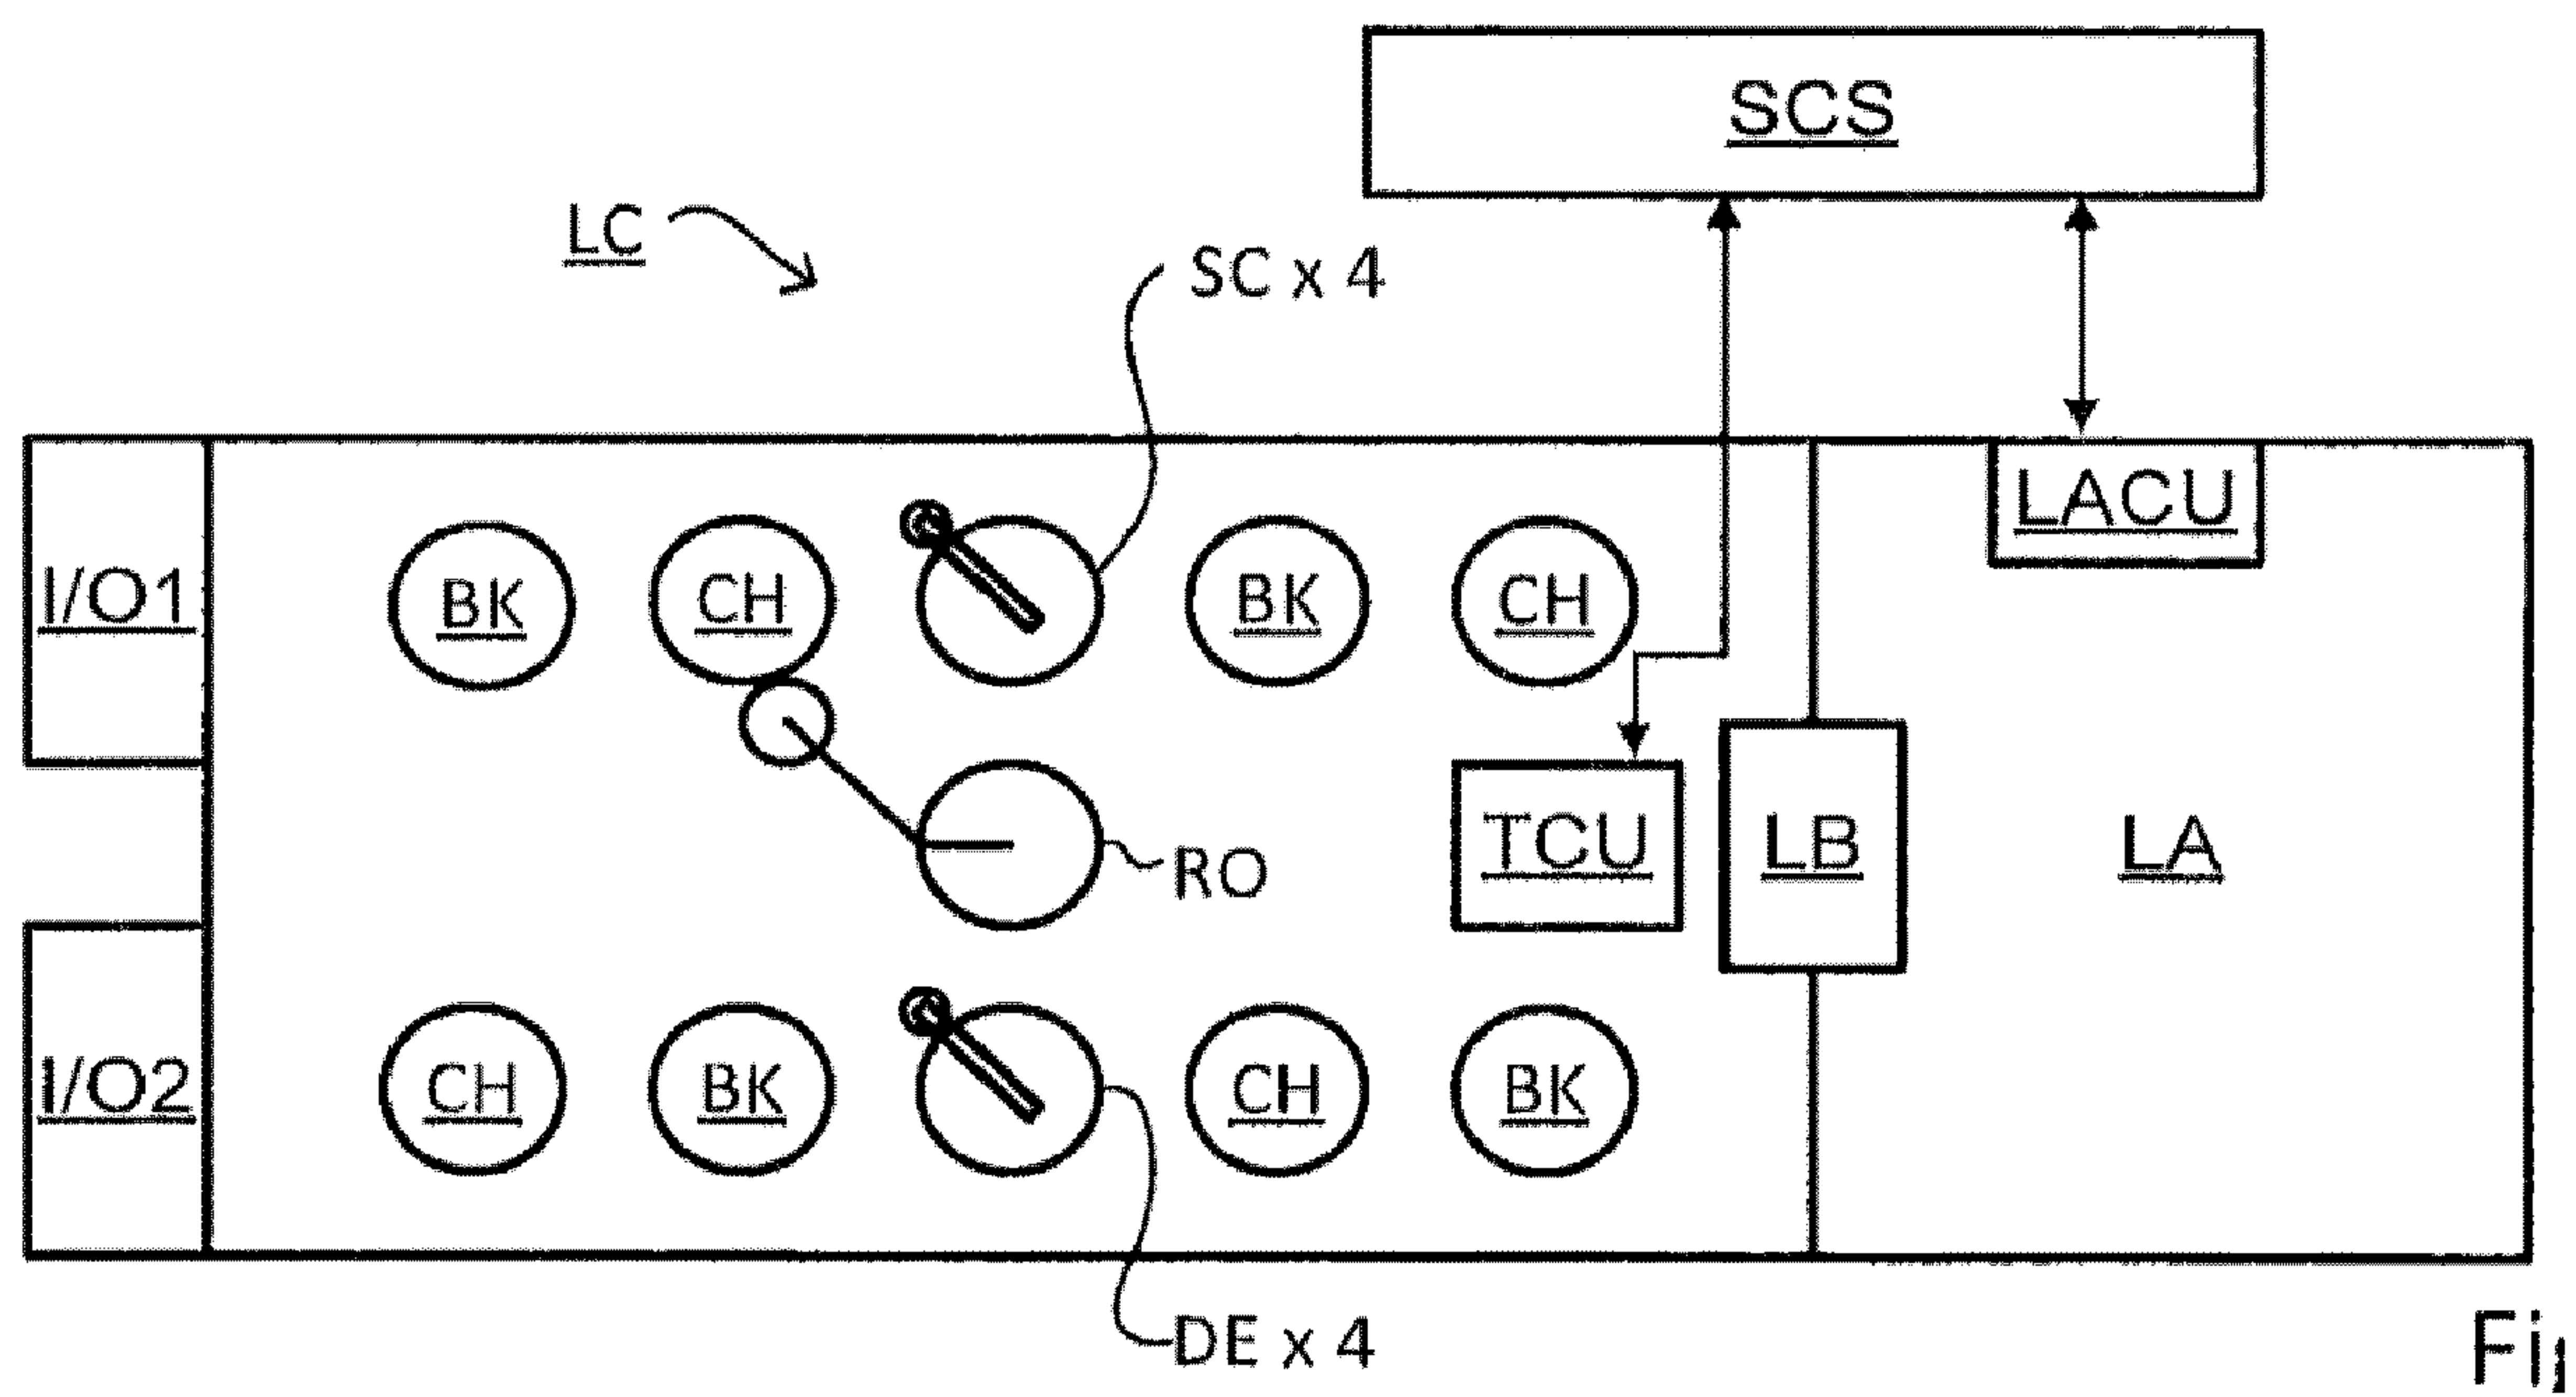 SCS
LC
SC x 4
LACU
I/O1
BK
CH
BK
CH
TCU
LB
LA
RO
I/O2
CH
BK
CH
BK
DE x 4